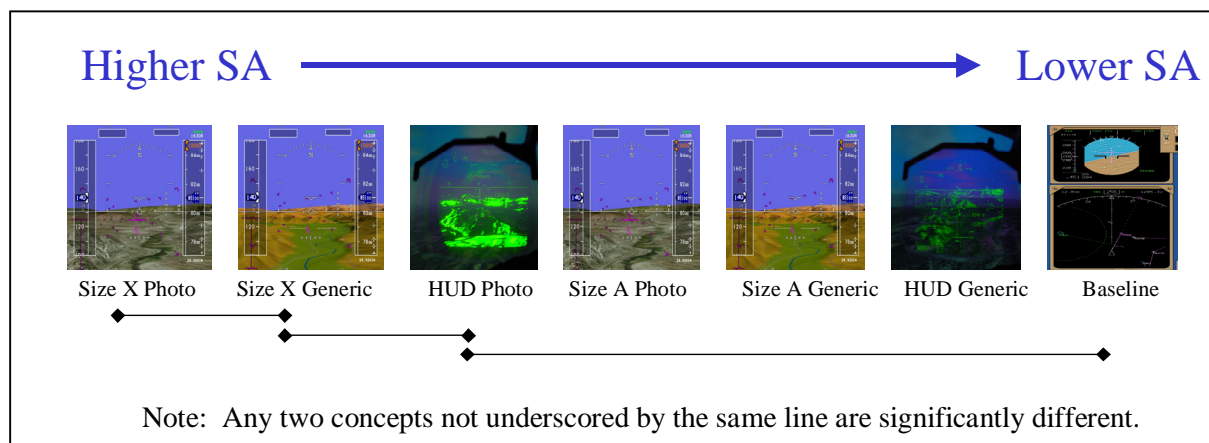 Higher SA
Lower SA
Size X Photo
Size X Generic
HUD Photo
Size A Photo
Size A Generic
HUD Generic
Baseline
Note: Any two concepts not underscored by the same line are significantly different.